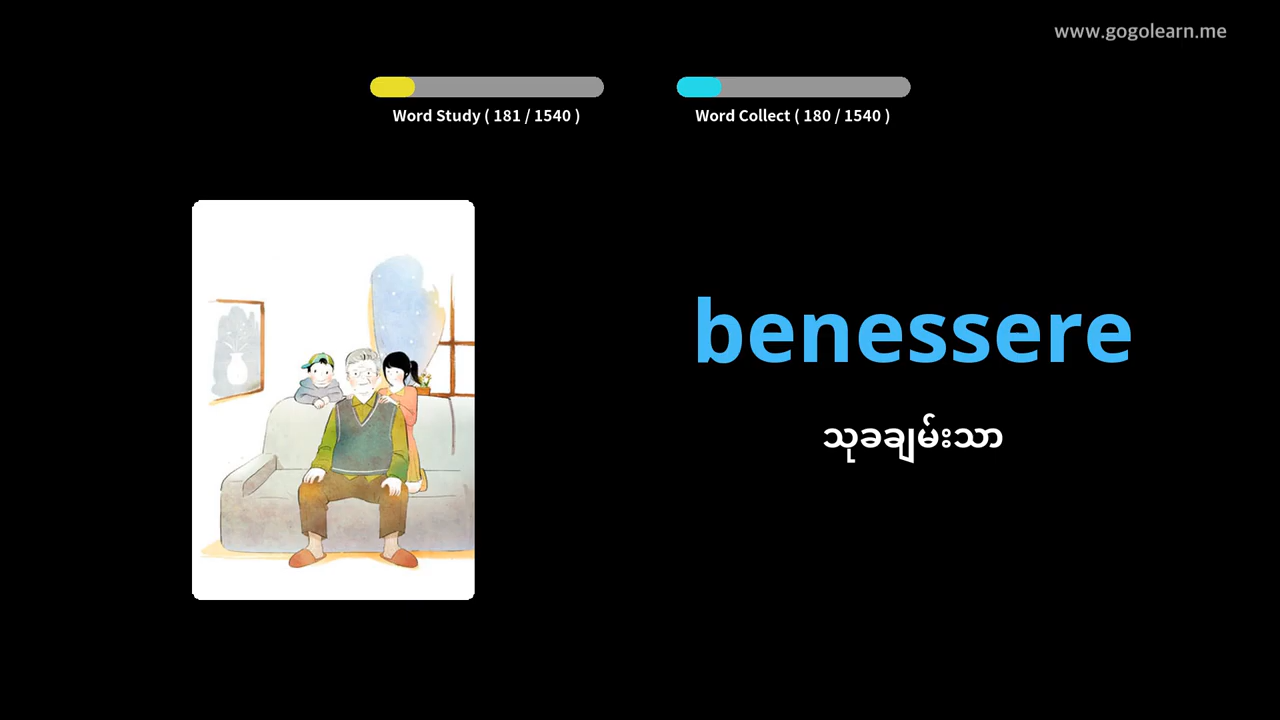 www.gogolearn.me
Word Study ( 181 / 1540 )
Word Collect ( 180 / 1540 )
benessere
သုခချမ်းသာ